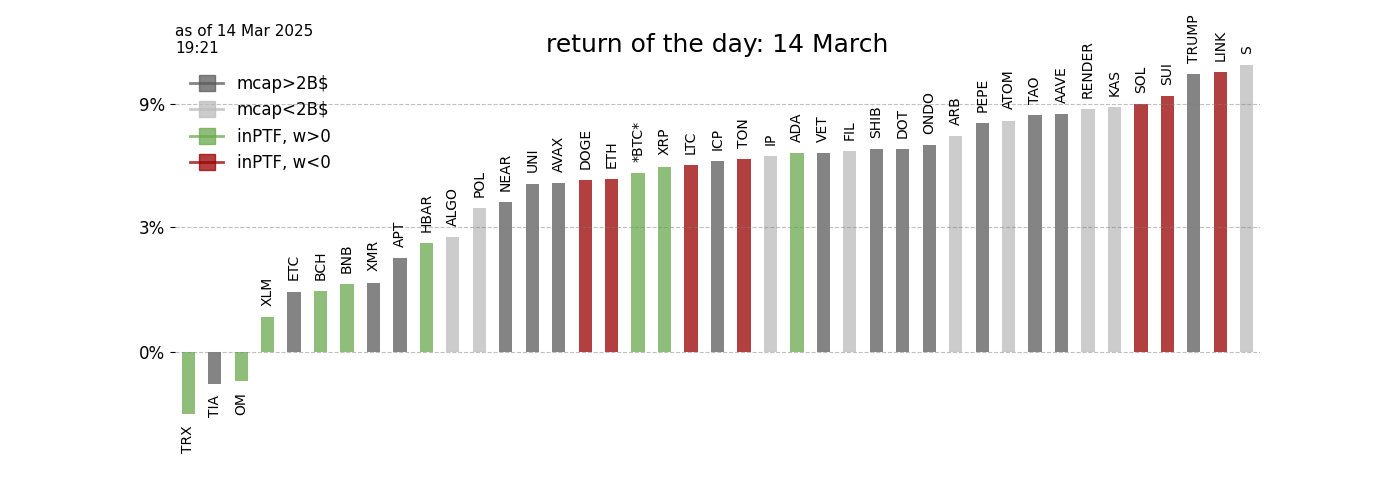 as of 14 Mar 2025
19:21
return of the day: 14 March
mcap>2B$
mcap<2B$
inPTF, w>0
inPTF, w<0
9%
3%
0%
TRX
TIA
OM
XLM
ETC
BCH
BNB
XMR
APT
HBAR
ALGO
POL
NEAR
UNI
AVAX
DOGE
ETH
*BTC*
XRP
LTC
ICP
TON
IP
ADA
VET
FIL
SHIB
DOT
ONDO
ARB
PEPE
ATOM
TAO
AAVE
RENDER
KAS
SOL
SUI
TRUMP
LINK
S